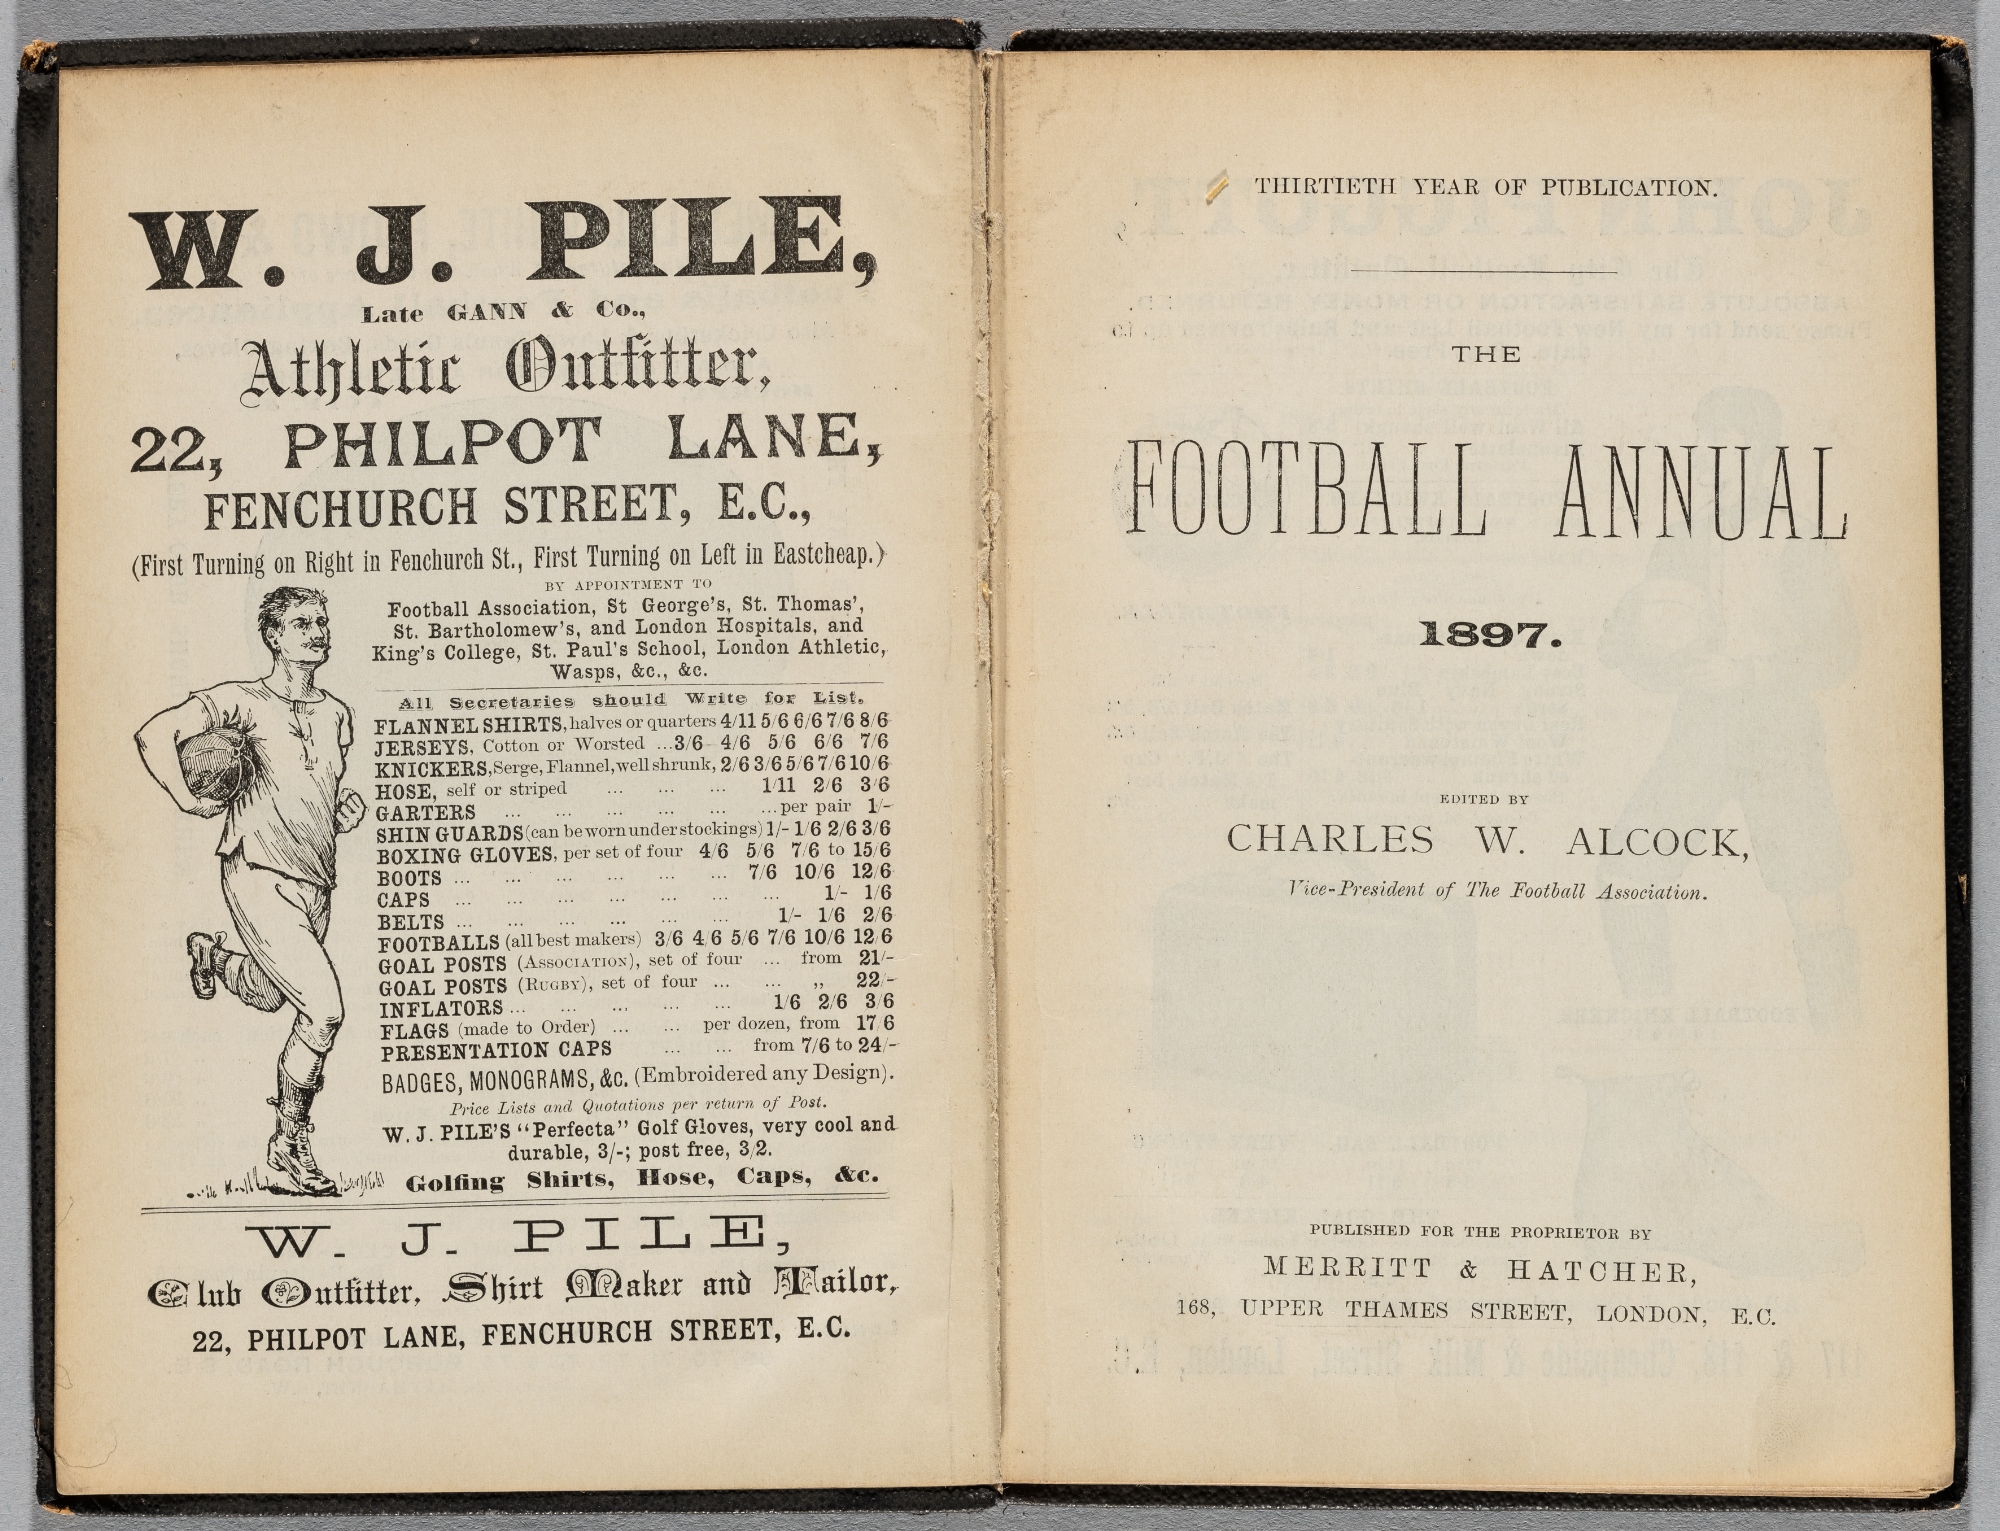 W. J. PILE,
Late GANN & Co.,
Athletic Outfitter,
22, PHILPOT LANE,
FENCHURCH STREET, E.C.,
(First Turning on Right in Fenchurch St., First Turning on Left in Eastcheap.)
BY APPOINTMENT TO
Football Association, St George's, St. Thomas',
St. Bartholomew's, and London Hospitals, and
King's College, St. Paul's School, London Athletic,
Wasps, &c., &c.
All Secretaries should Write for List.
FLANNEL SHIRTS, halves or quarters 4/11 5/6 6/6 7/6 8/6
JERSEYS, Cotton or Worsted ... 3/6 4/6 5/6 6/6 7/6
KNICKERS, Serge, Flannel, well shrunk, 2/6 3/6 5/6 7/6 10/6
HOSE, self or striped ... ... ... 1/11 2/6 3/6
GARTERS ... ... ... ... ... ... per pair 1/-
SHIN GUARDS (can be worn under stockings) 1/- 1/6 2/6 3/6
BOXING GLOVES, per set of four 4/6 5/6 7/6 to 15/6
BOOTS ... ... ... ... ... ... 7/6 10/6 12/6
CAPS ... ... ... ... ... ... ... 1/- 1/6
BELTS ... ... ... ... ... ... 1/- 1/6 2/6
FOOTBALLS (all best makers) 3/6 4/6 5/6 7/6 10/6 12/6
GOAL POSTS (ASSOCIATION), set of four ... from 21/-
GOAL POSTS (RUGBY), set of four ... ... „ 22/-
INFLATORS ... ... ... ... ... 1/6 2/6 3/6
FLAGS (made to Order) ... ... per dozen, from 17/6
PRESENTATION CAPS ... ... from 7/6 to 24/-
BADGES, MONOGRAMS, &c. (Embroidered any Design).
Price Lists and Quotations per return of Post.
W. J. PILE'S "Perfecta" Golf Gloves, very cool and
durable, 3/-; post free, 3/2.
Golfing Shirts, Hose, Caps, &c.
W. J. PILE,
Club Outfitter, Shirt Maker and Tailor,
22, PHILPOT LANE, FENCHURCH STREET, E.C.
THIRTIETH YEAR OF PUBLICATION.
THE
FOOTBALL ANNUAL
1897.
EDITED BY
CHARLES W. ALCOCK,
Vice-President of The Football Association.
PUBLISHED FOR THE PROPRIETOR BY
MERRITT & HATCHER,
168, UPPER THAMES STREET, LONDON, E.C.